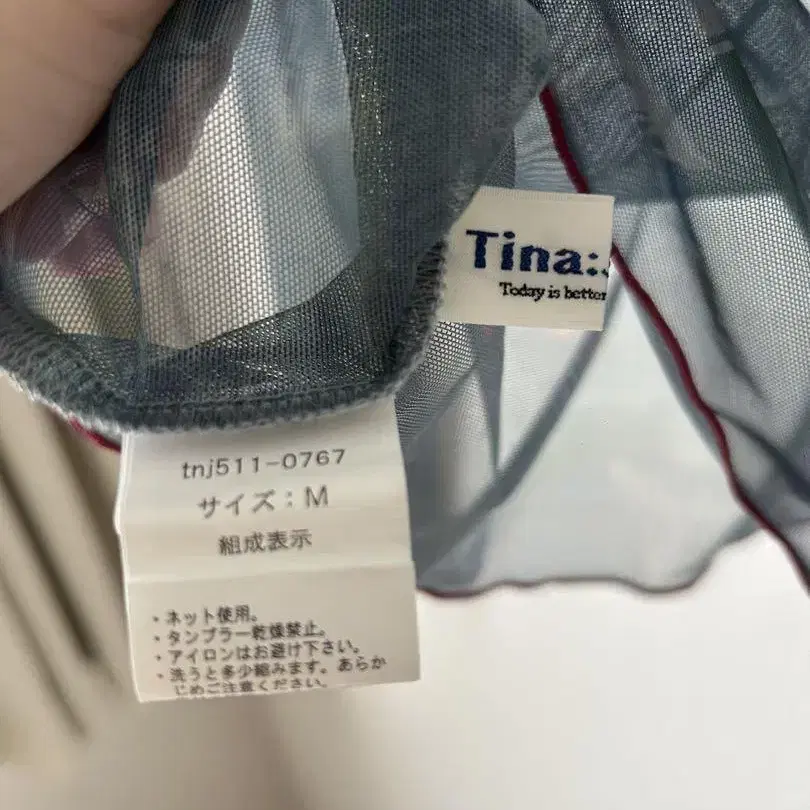 Tina:
Today is better
tnj511-0767
サイズ：M
組成表示
・ネット使用。
・タンブラー乾燥禁止。
・アイロンはお避け下さい。
・洗うと多少縮みます。あらか
じめご注意ください。